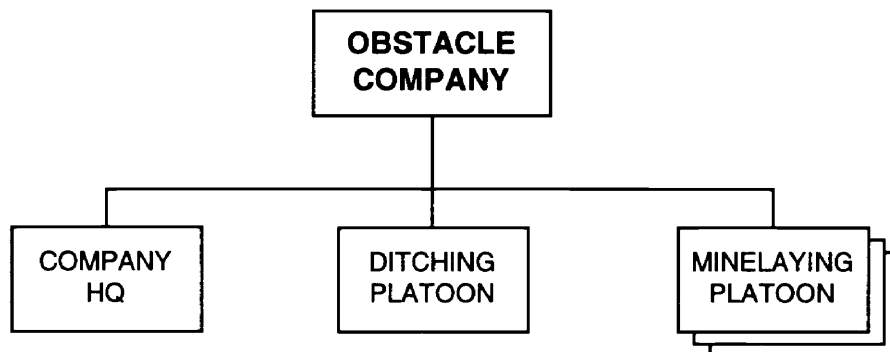 OBSTACLE
COMPANY
COMPANY
HQ
DITCHING
PLATOON
MINELAYING
PLATOON